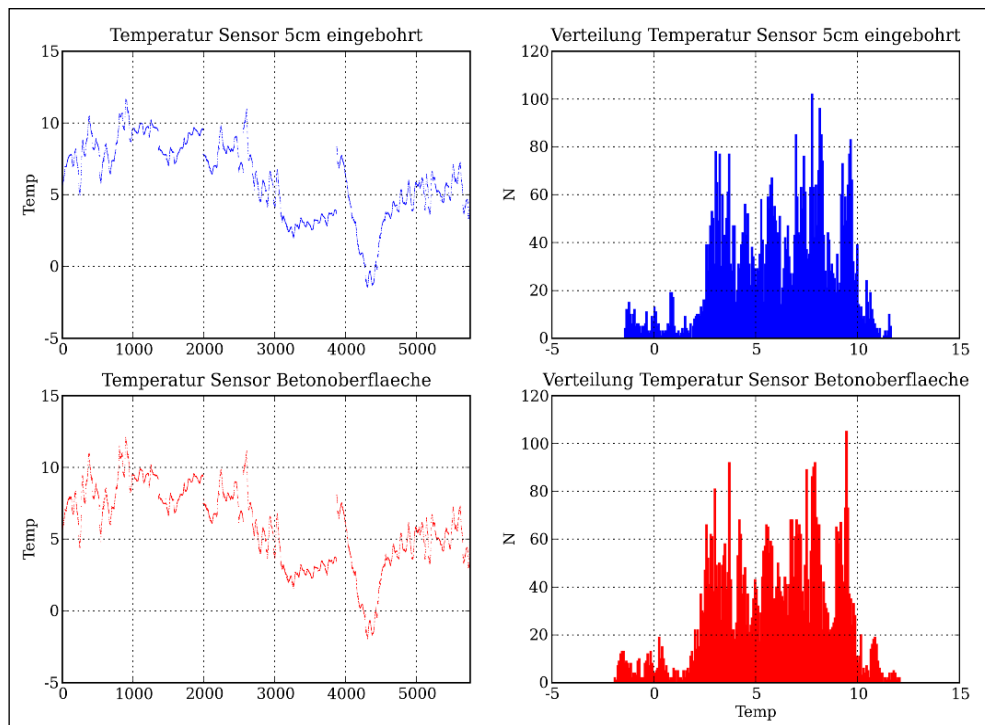 Temperatur Sensor 5cm eingebohrt
15
10
5
0
-5
Temp
0 1000 2000 3000 4000 5000
Verteilung Temperatur Sensor 5cm eingebohrt
120
100
80
60
40
20
0
N
-5 0 5 10 15
Temperatur Sensor Betonoberflaeche
15
10
5
0
-5
Temp
0 1000 2000 3000 4000 5000
Verteilung Temperatur Sensor Betonoberflaeche
120
100
80
60
40
20
0
N
-5 0 5 10 15
Temp